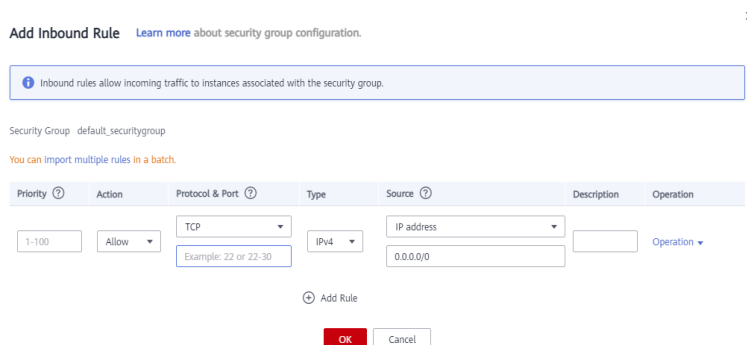 Add Inbound Rule Learn more about security group configuration.
Inbound rules allow incoming traffic to instances associated with the security group.
Security Group default_securitygroup
You can import multiple rules in a batch.
Priority Action Protocol & Port Type Source Description Operation
TCP IP address
1-100 Allow IPv4 Operation
Example: 22 or 22-30 0.0.0.0/0
Add Rule
OK Cancel